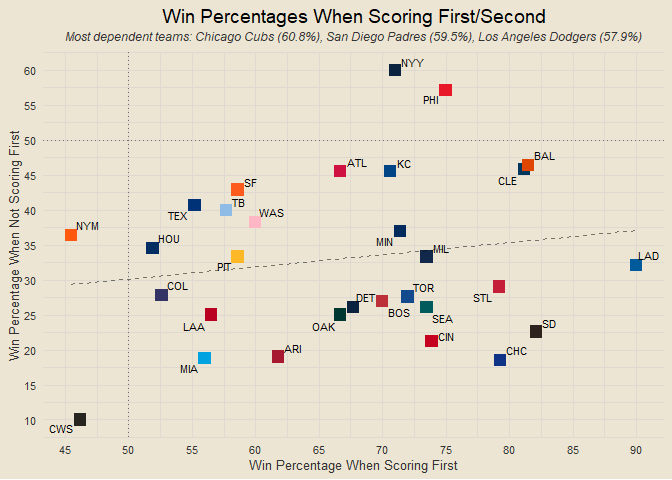 Win Percentages When Scoring First/Second
Most dependent teams: Chicago Cubs (60.8%), San Diego Padres (59.5%), Los Angeles Dodgers (57.9%)
Win Percentage When Not Scoring First
60
55
50
45
40
35
30
25
20
15
10
NYY
PHI
BAL
CLE
ATL
KC
SF
TB
TEX
WAS
NYM
HOU
MIN
MIL
PIT
LAD
COL
STL
TOR
DET
BOS
SEA
LAA
OAK
SD
CIN
ARI
MIA
CHC
CWS
45
50
55
60
65
70
75
80
85
90
Win Percentage When Scoring First